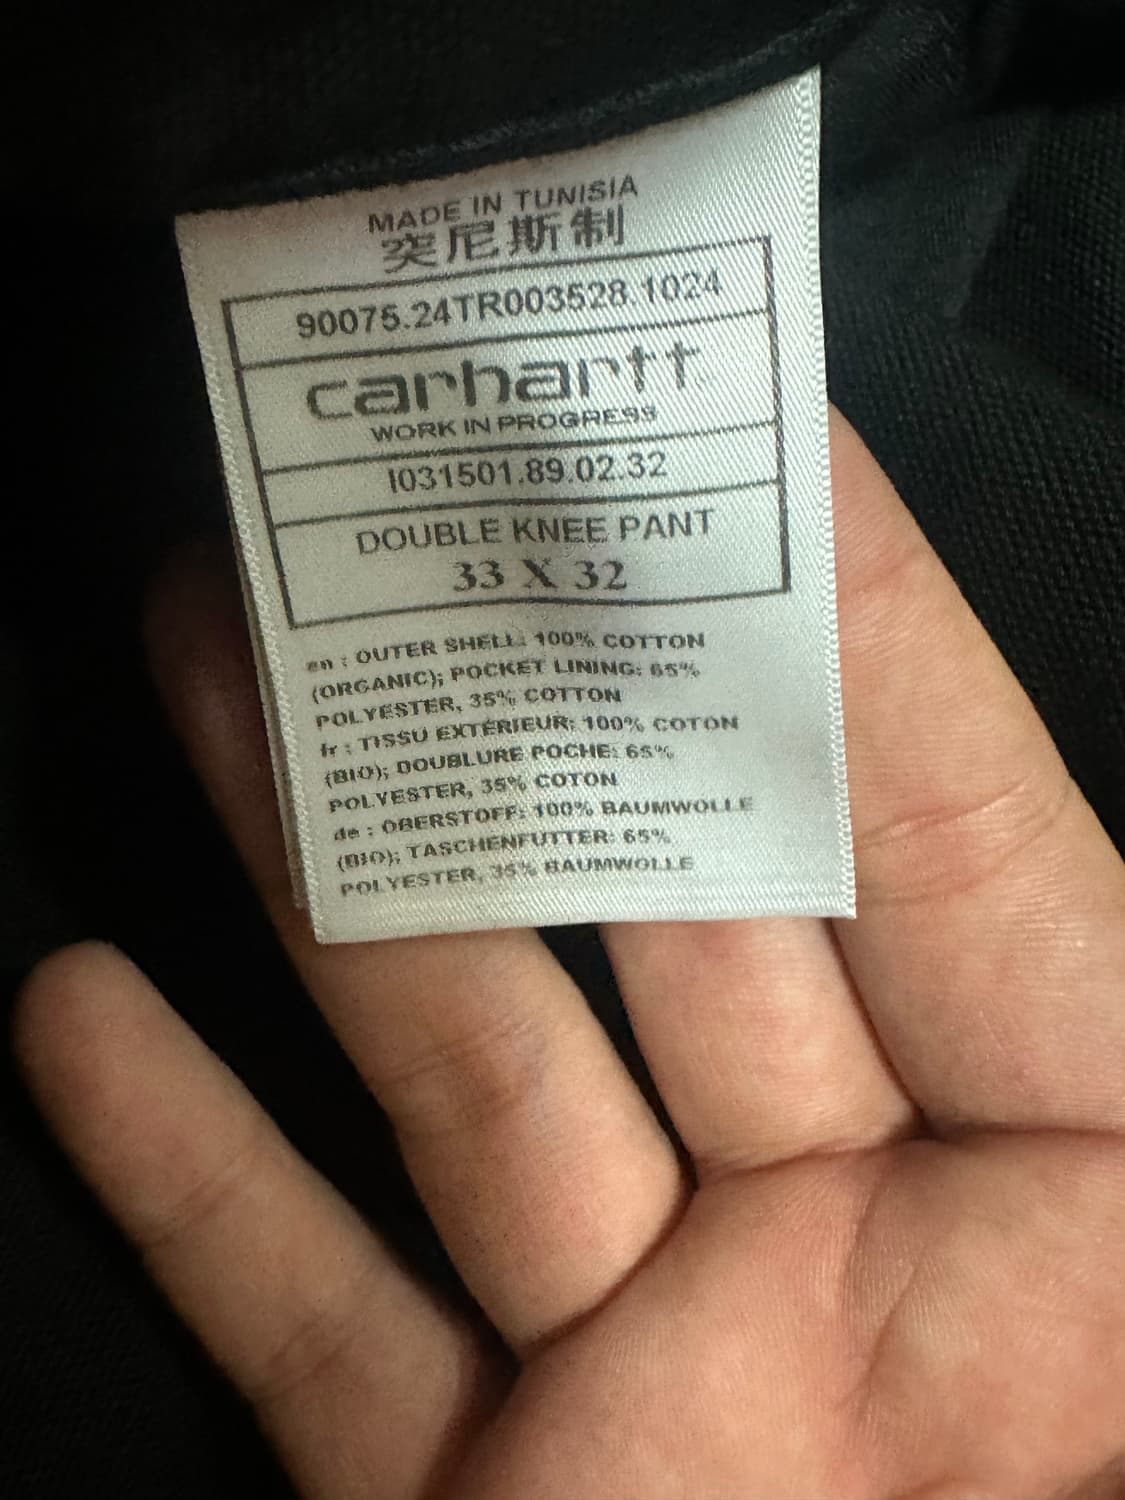 MADE IN TUNISIA
突尼斯制
90075.24TR003528.1024
carhartt
WORK IN PROGRESS
I031501.89.02.32
DOUBLE KNEE PANT
33 X 32
en : OUTER SHELL: 100% COTTON
(ORGANIC); POCKET LINING: 65%
POLYESTER, 35% COTTON
fr : TISSU EXTÉRIEUR: 100% COTON
(BIO); DOUBLURE POCHE: 65%
POLYESTER, 35% COTON
de : OBERSTOFF: 100% BAUMWOLLE
(BIO); TASCHENFUTTER: 65%
POLYESTER, 35% BAUMWOLLE